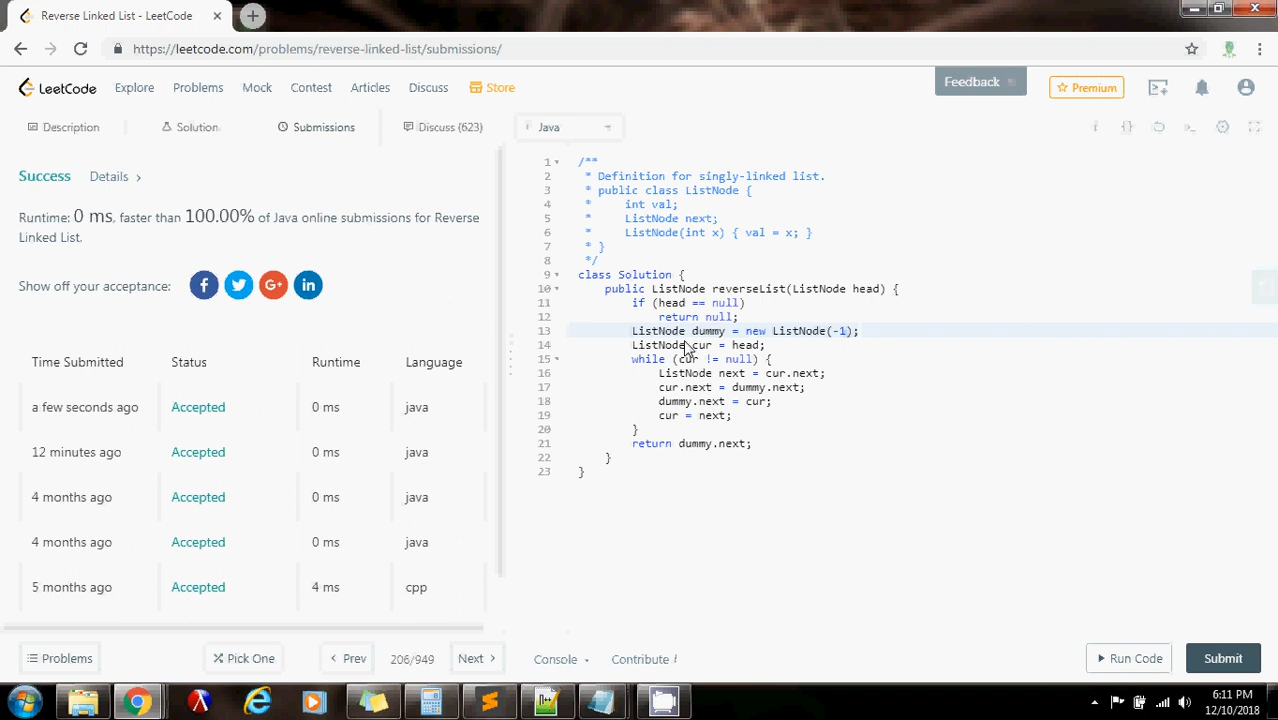 Reverse Linked List - LeetCode
https://leetcode.com/problems/reverse-linked-list/submissions/
LeetCode Explore Problems Mock Contest Articles Discuss Store Feedback Premium
Description Solution Submissions Discuss (623) Java
Success Details
Runtime: 0 ms, faster than 100.00% of Java online submissions for Reverse
Linked List.
Show off your acceptance:
Time Submitted Status Runtime Language
a few seconds ago Accepted 0 ms java
12 minutes ago Accepted 0 ms java
4 months ago Accepted 0 ms java
4 months ago Accepted 0 ms java
5 months ago Accepted 4 ms cpp
1 /**
2 * Definition for singly-linked list.
3 * public class ListNode {
4 *     int val;
5 *     ListNode next;
6 *     ListNode(int x) { val = x; }
7 * }
8 */
9 class Solution {
10 public ListNode reverseList(ListNode head) {
11 if (head == null)
12 return null;
13 ListNode dummy = new ListNode(-1);
14 ListNode cur = head;
15 while (cur != null) {
16 ListNode next = cur.next;
17 cur.next = dummy.next;
18 dummy.next = cur;
19 cur = next;
20 }
21 return dummy.next;
22 }
23 }
Problems Pick One Prev 206/949 Next Console Contribute Run Code Submit
6:11 PM
12/10/2018